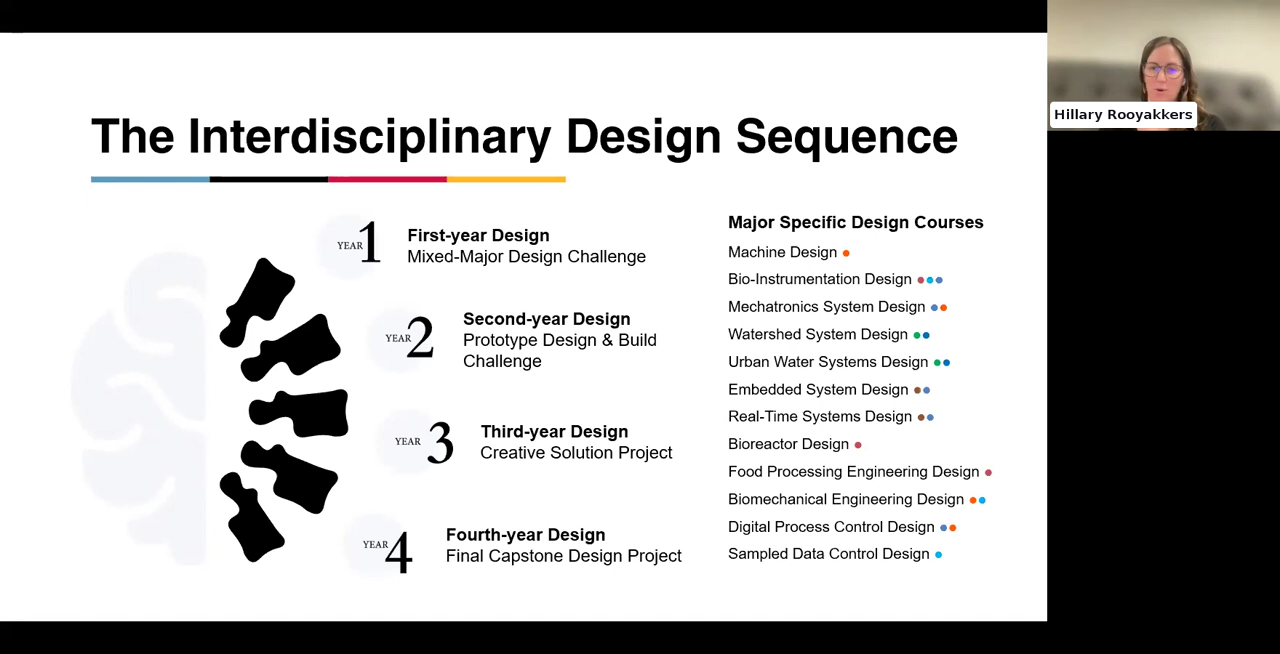 The Interdisciplinary Design Sequence
Hillary Rooyakkers
YEAR 1
First-year Design
Mixed-Major Design Challenge
YEAR 2
Second-year Design
Prototype Design & Build
Challenge
YEAR 3
Third-year Design
Creative Solution Project
YEAR 4
Fourth-year Design
Final Capstone Design Project
Major Specific Design Courses
Machine Design
Bio-Instrumentation Design
Mechatronics System Design
Watershed System Design
Urban Water Systems Design
Embedded System Design
Real-Time Systems Design
Bioreactor Design
Food Processing Engineering Design
Biomechanical Engineering Design
Digital Process Control Design
Sampled Data Control Design